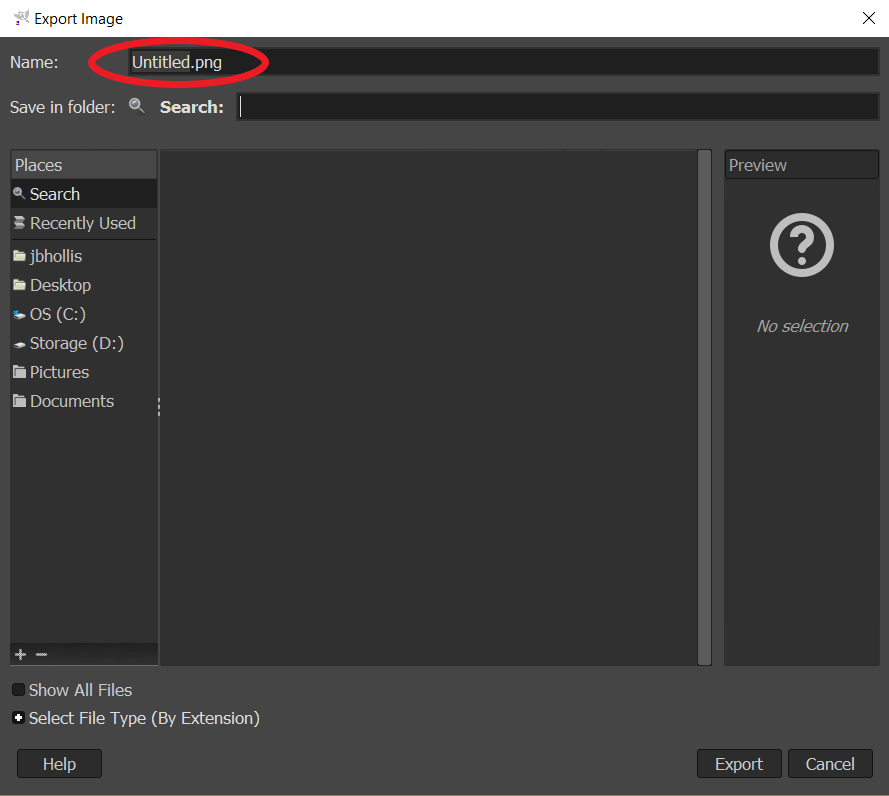 Export Image
Name: Untitled.png
Save in folder: Search:
Places
Search
Recently Used
jbhollis
Desktop
OS (C:)
Storage (D:)
Pictures
Documents
Preview
No selection
Show All Files
Select File Type (By Extension)
Help Export Cancel